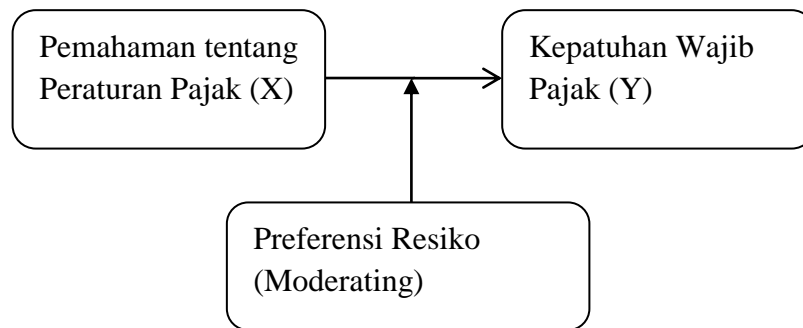 Pemahaman tentang
Peraturan Pajak (X)
Kepatuhan Wajib
Pajak (Y)
Preferensi Resiko
(Moderating)